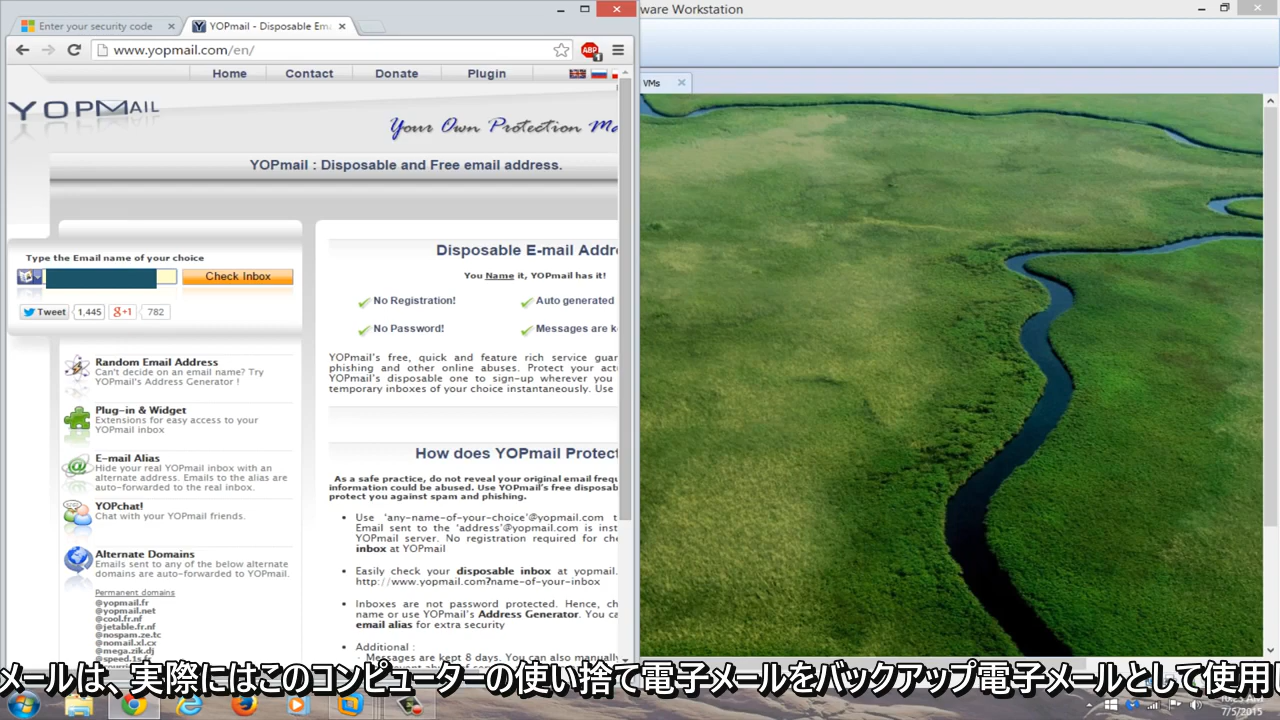 Enter your security code
YOPmail - Disposable Ema
ware Workstation
www.yopmail.com/en/
ABP
1
Home
Contact
Donate
Plugin
VMs
YOPMAIL
Your Own Protection Ma
YOPmail : Disposable and Free email address.
Type the Email name of your choice
Check Inbox
Tweet
1,445
g+1
782
Random Email Address
Can't decide on an email name? Try
YOPmail's Address Generator !
Plug-in & Widget
Extensions for easy access to your
YOPmail inbox
E-mail Alias
Hide your real YOPmail inbox with an
alternate address. Emails to the alias are
auto-forwarded to the real inbox.
YOPchat!
Chat with your YOPmail friends.
Alternate Domains
Emails sent to any of the below alternate
domains are auto-forwarded to YOPmail.
Permanent domains
@yopmail.fr
@yopmail.net
@cool.fr.nf
@jetable.fr.nf
@nospam.ze.tc
@nomail.xl.cx
@mega.zik.dj
@speed.1s.fr
Disposable E-mail Addre
You Name it, YOPmail has it!
No Registration!
Auto generated
No Password!
Messages are k
YOPmail's free, quick and feature rich service guar
phishing and other online abuses. Protect your act
YOPmail's disposable one to sign-up wherever you
temporary inboxes of your choice instantaneously. Use
How does YOPmail Protect
As a safe practice, do not reveal your original email frequ
information could be abused. Use YOPmail's free disposab
protect you against spam and phishing.
• Use 'any-name-of-your-choice'@yopmail.com t
Email sent to the 'address'@yopmail.com is inst
YOPmail server. No registration required for che
inbox at YOPmail
• Easily check your disposable inbox at yopmail.
http://www.yopmail.com?name-of-your-inbox
• Inboxes are not password protected. Hence, ch
name or use YOPmail's Address Generator. You ca
email alias for extra security
• Additional :
- Messages are kept 8 days. You can also manually
メールは、実際にはこのコンピューターの使い捨て電子メールをバックアップ電子メールとして使用し
7/5/2015